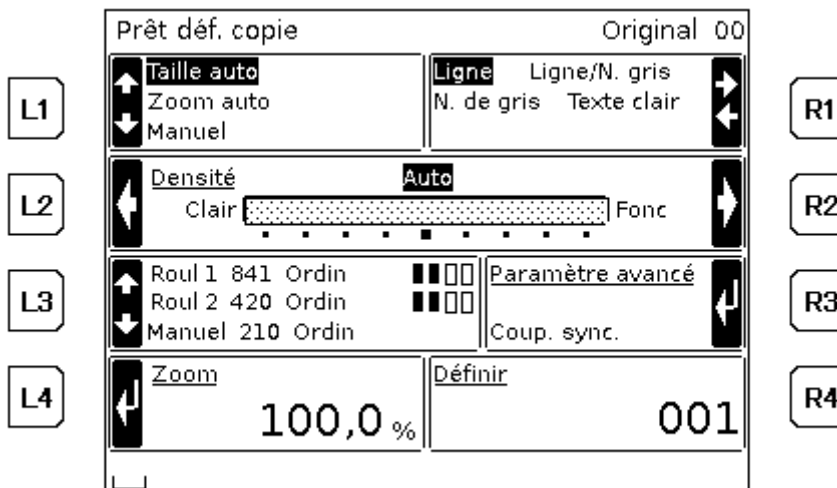 Prêt déf. copie Original 00
L1 Taille auto Ligne Ligne/N. gris R1
Zoom auto N. de gris Texte clair
Manuel
L2 Densité Auto R2
Clair Fonc
L3 Roul 1 841 Ordin Paramètre avancé R3
Roul 2 420 Ordin
Manuel 210 Ordin Coup. sync.
L4 Zoom Définir R4
100,0 % 001